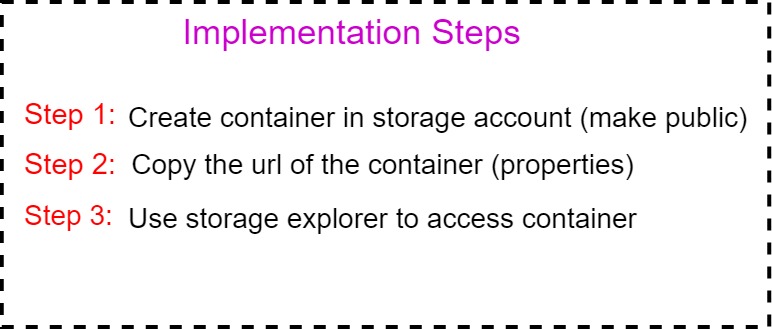 Implementation Steps
Step 1: Create container in storage account (make public)
Step 2: Copy the url of the container (properties)
Step 3: Use storage explorer to access container